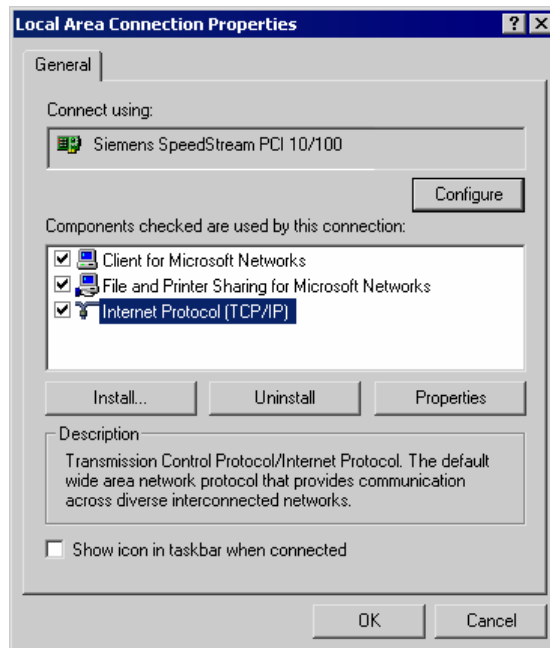 Local Area Connection Properties
General
Connect using:
Siemens SpeedStream PCI 10/100
Configure
Components checked are used by this connection:
Client for Microsoft Networks
File and Printer Sharing for Microsoft Networks
Internet Protocol (TCP/IP)
Install... Uninstall Properties
Description
Transmission Control Protocol/Internet Protocol. The default
wide area network protocol that provides communication
across diverse interconnected networks.
Show icon in taskbar when connected
OK Cancel